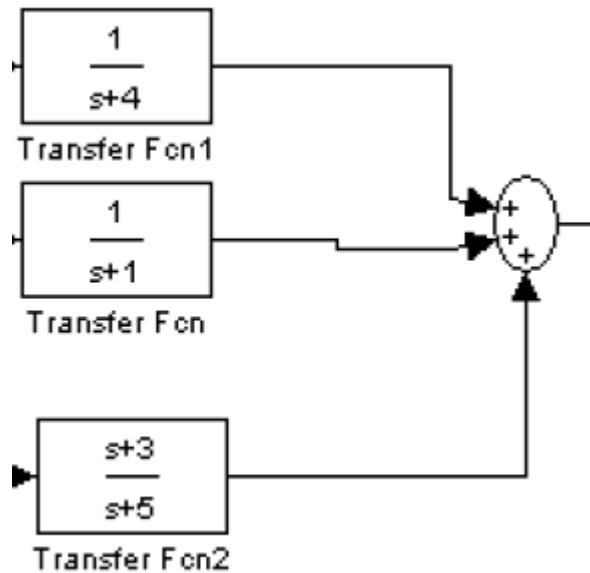 1
s+4
Transfer Fcn1
1
s+1
Transfer Fcn
s+3
s+5
Transfer Fcn2
+
+
+